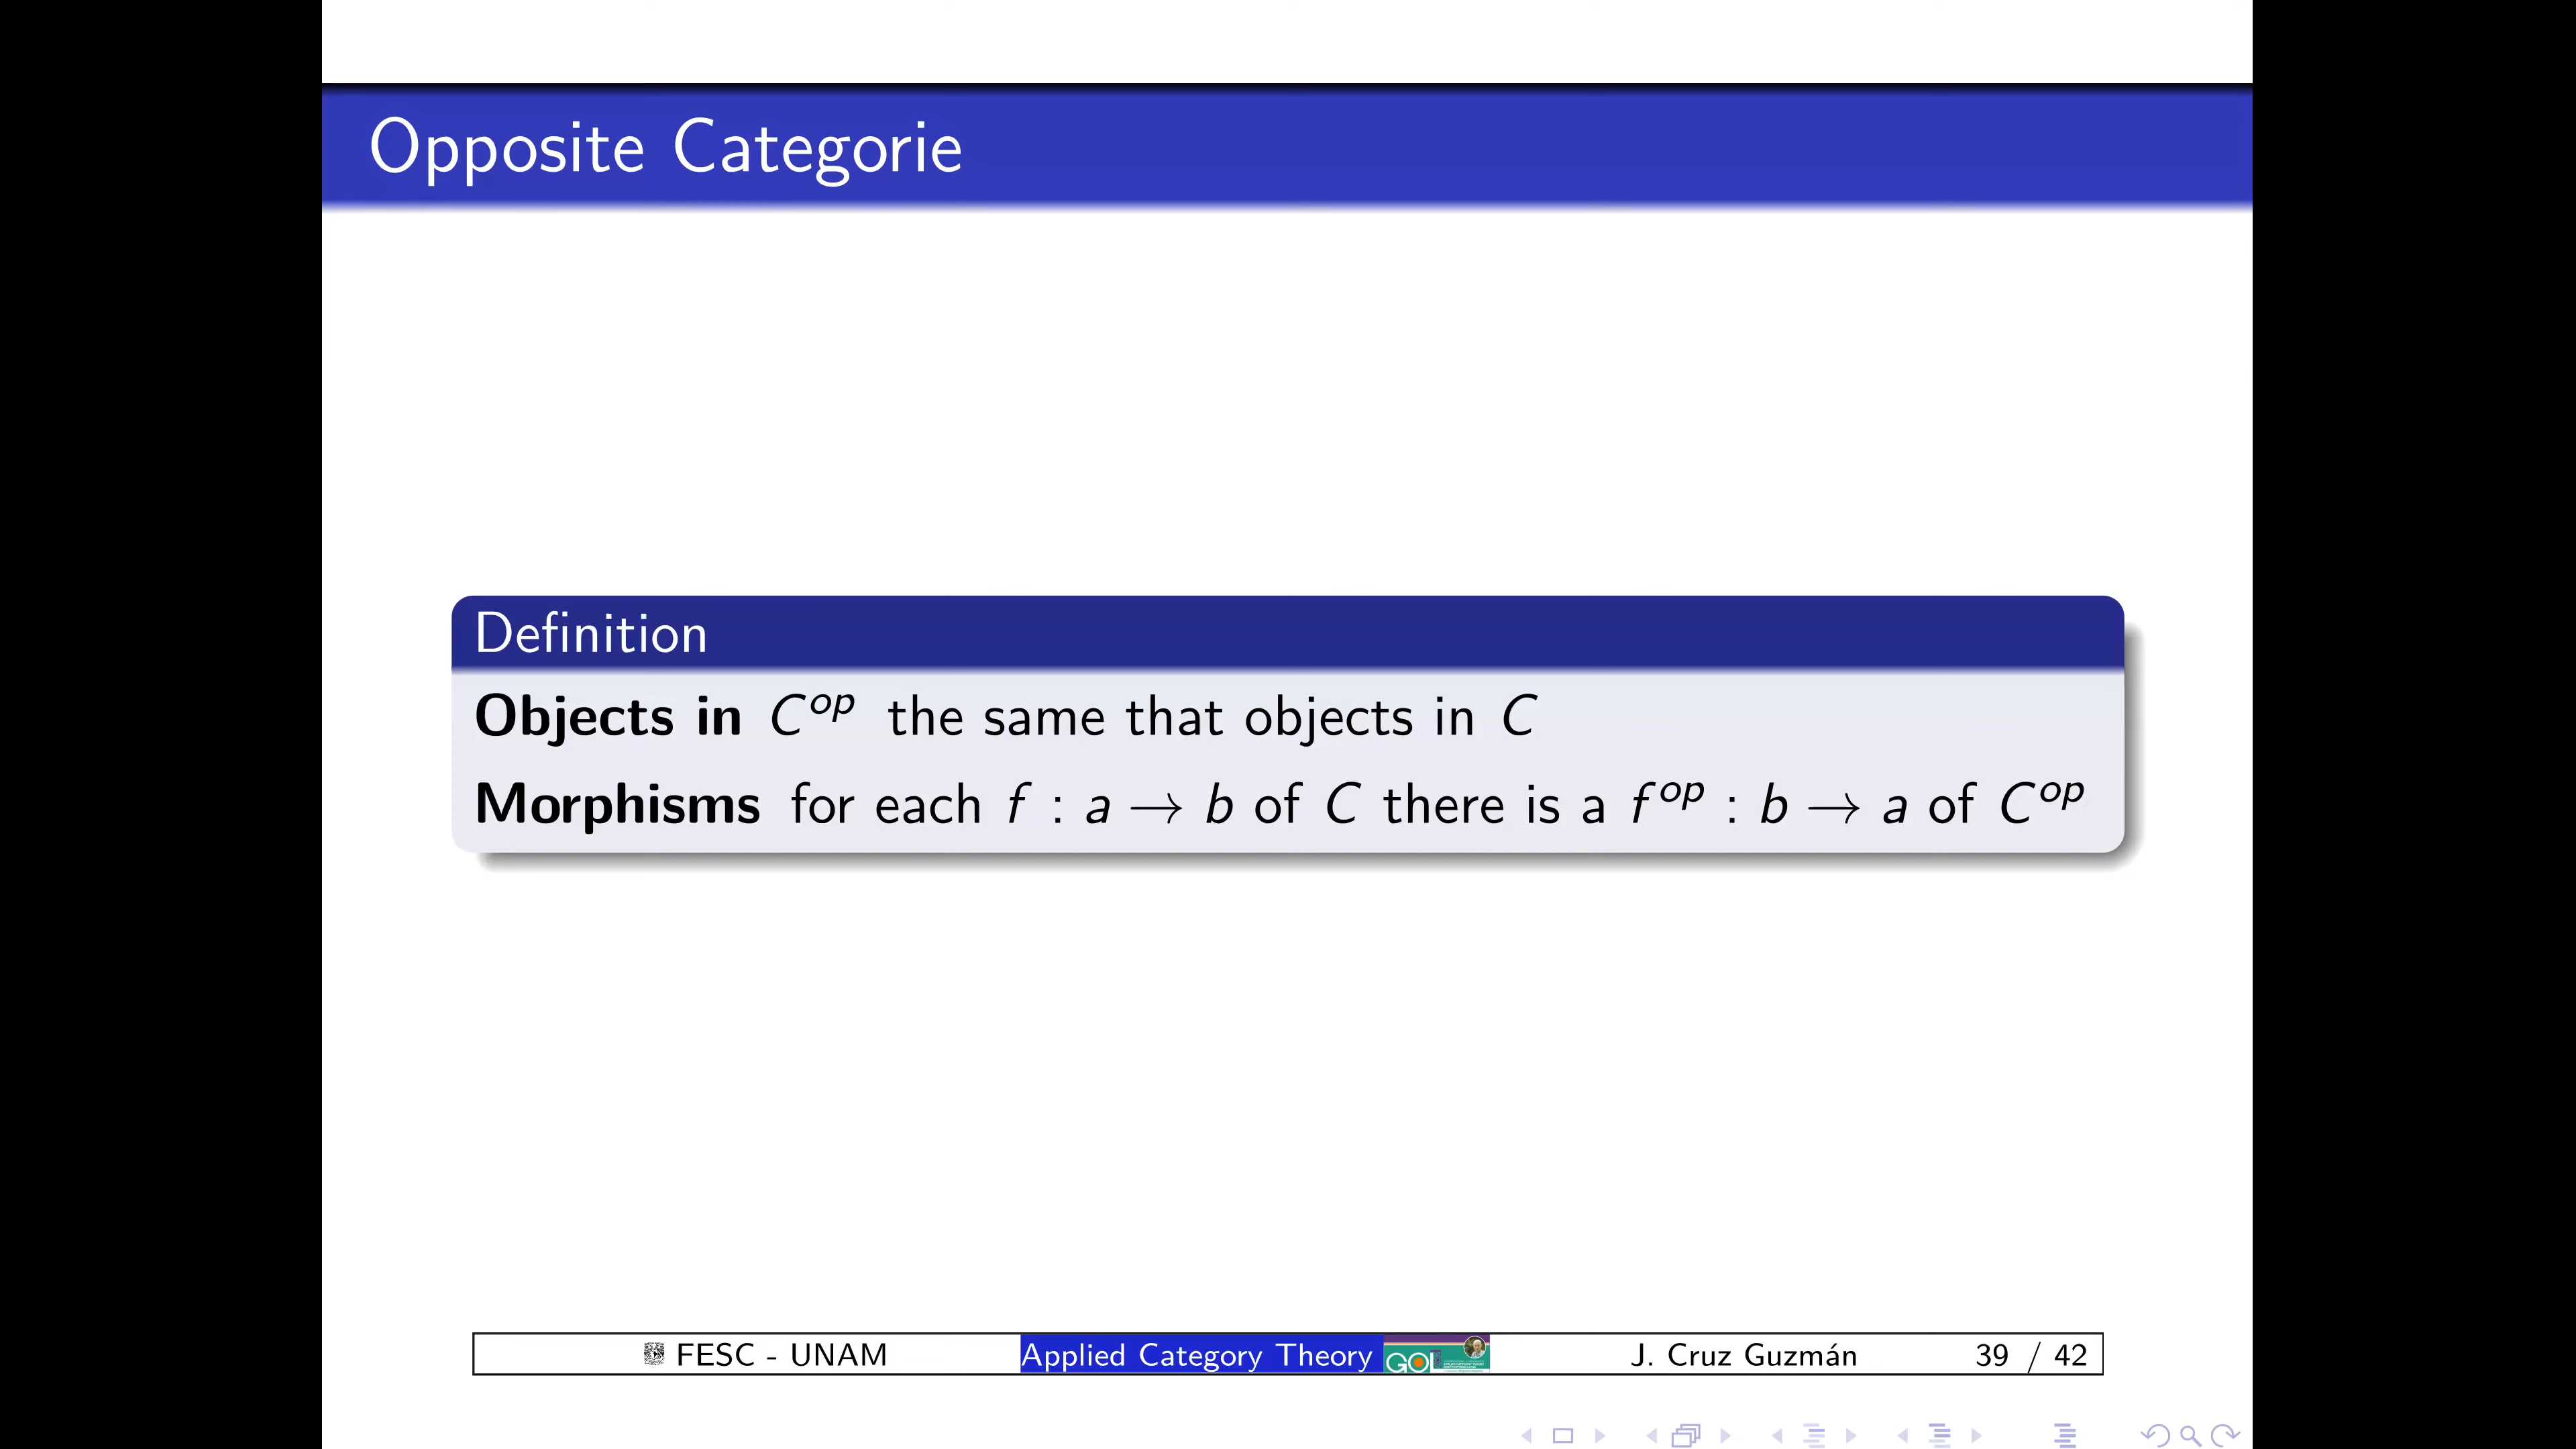 Opposite Categorie
Definition
Objects in C^op the same that objects in C
Morphisms for each f : a → b of C there is a f^op : b → a of C^op
FESC - UNAM Applied Category Theory GOL J. Cruz Guzmán 39 / 42